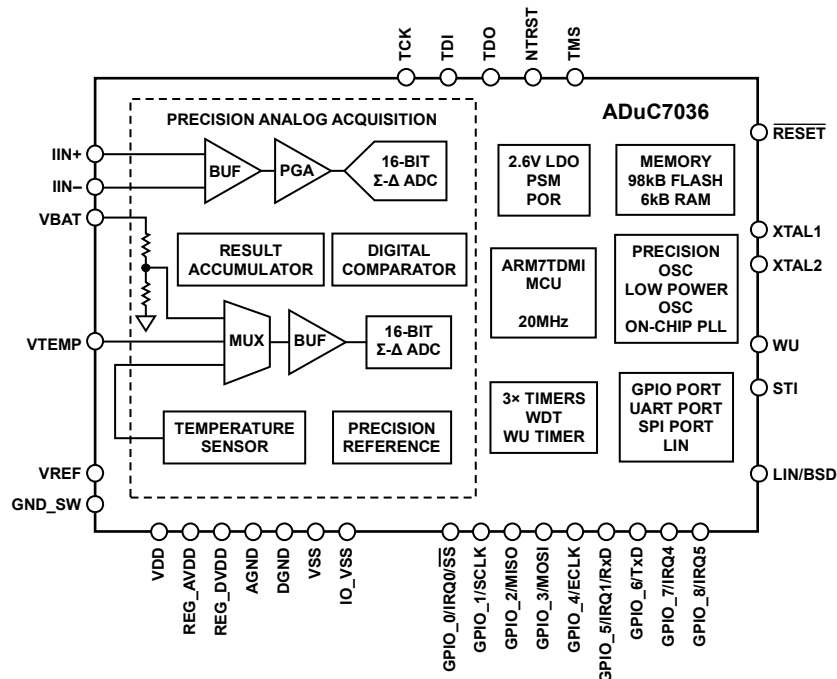 TCK
TDI
TDO
NTRST
TMS
PRECISION ANALOG ACQUISITION
ADuC7036
RESET
IIN+
IIN–
VBAT
BUF
PGA
16-BIT
Σ-Δ ADC
2.6V LDO
PSM
POR
MEMORY
98kB FLASH
6kB RAM
XTAL1
XTAL2
RESULT
ACCUMULATOR
DIGITAL
COMPARATOR
ARM7TDMI
MCU
20MHz
PRECISION
OSC
LOW POWER
OSC
ON-CHIP PLL
VTEMP
MUX
BUF
16-BIT
Σ-Δ ADC
WU
STI
TEMPERATURE
SENSOR
PRECISION
REFERENCE
3× TIMERS
WDT
WU TIMER
GPIO PORT
UART PORT
SPI PORT
LIN
VREF
GND_SW
LIN/BSD
VDD
REG_AVDD
REG_DVDD
AGND
DGND
VSS
IO_VSS
GPIO_0/IRQ0/SS
GPIO_1/SCLK
GPIO_2/MISO
GPIO_3/MOSI
GPIO_4/ECLK
GPIO_5/IRQ1/RxD
GPIO_6/TxD
GPIO_7/IRQ4
GPIO_8/IRQ5